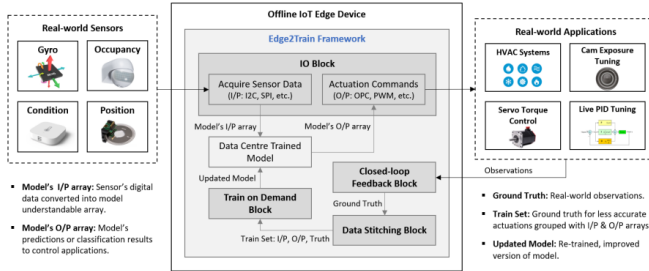 Real-world Sensors
Gyro
Occupancy
Condition
Position
▪ Model's I/P array: Sensor's digital
data converted into model
understandable array.
▪ Model's O/P array: Model's
predictions or classification results
to control applications.
Offline IoT Edge Device
Edge2Train Framework
IO Block
Acquire Sensor Data
(I/P: I2C, SPI, etc.)
Actuation Commands
(O/P: OPC, PWM, etc.)
Model's I/P array
Model's O/P array
Data Centre Trained
Model
Updated Model
Closed-loop
Feedback Block
Train on Demand
Block
Ground Truth
Data Stitching Block
Train Set: I/P, O/P, Truth
Observations
Real-world Applications
HVAC Systems
Cam Exposure
Tuning
Servo Torque
Control
Live PID Tuning
▪ Ground Truth: Real-world observations.
▪ Train Set: Ground truth for less accurate
actuations grouped with I/P & O/P arrays.
▪ Updated Model: Re-trained, improved
version of model.